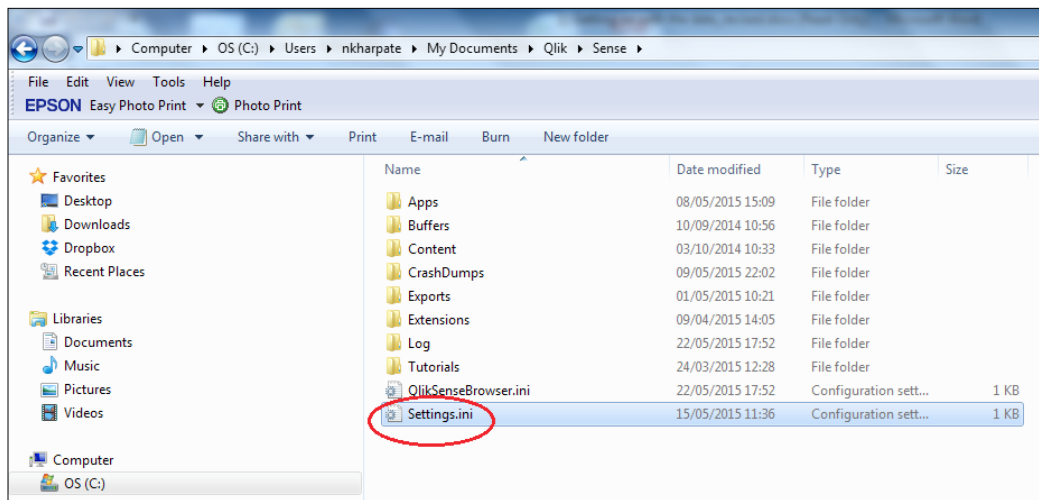 Computer OS (C:) Users nkharpate My Documents Qlik Sense
File Edit View Tools Help
EPSON Easy Photo Print Photo Print
Organize Open Share with Print E-mail Burn New folder
Name Date modified Type Size
Favorites
Desktop
Downloads
Dropbox
Recent Places
Libraries
Documents
Music
Pictures
Videos
Computer
OS (C:)
Apps 08/05/2015 15:09 File folder
Buffers 10/09/2014 10:56 File folder
Content 03/10/2014 10:33 File folder
CrashDumps 09/05/2015 22:02 File folder
Exports 01/05/2015 10:21 File folder
Extensions 09/04/2015 14:05 File folder
Log 22/05/2015 17:52 File folder
Tutorials 24/03/2015 12:28 File folder
QlikSenseBrowser.ini 22/05/2015 17:52 Configuration sett... 1 KB
Settings.ini 15/05/2015 11:36 Configuration sett... 1 KB